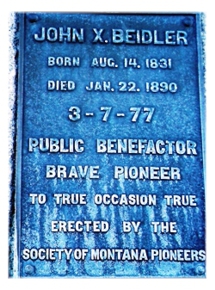 JOHN X. BEIDLER
BORN AUG. 14. 1831
DIED JAN. 22. 1890
3-7-77
PUBLIC BENEFACTOR
BRAVE PIONEER
TO TRUE OCCASION TRUE
ERECTED BY THE
SOCIETY OF MONTANA PIONEERS